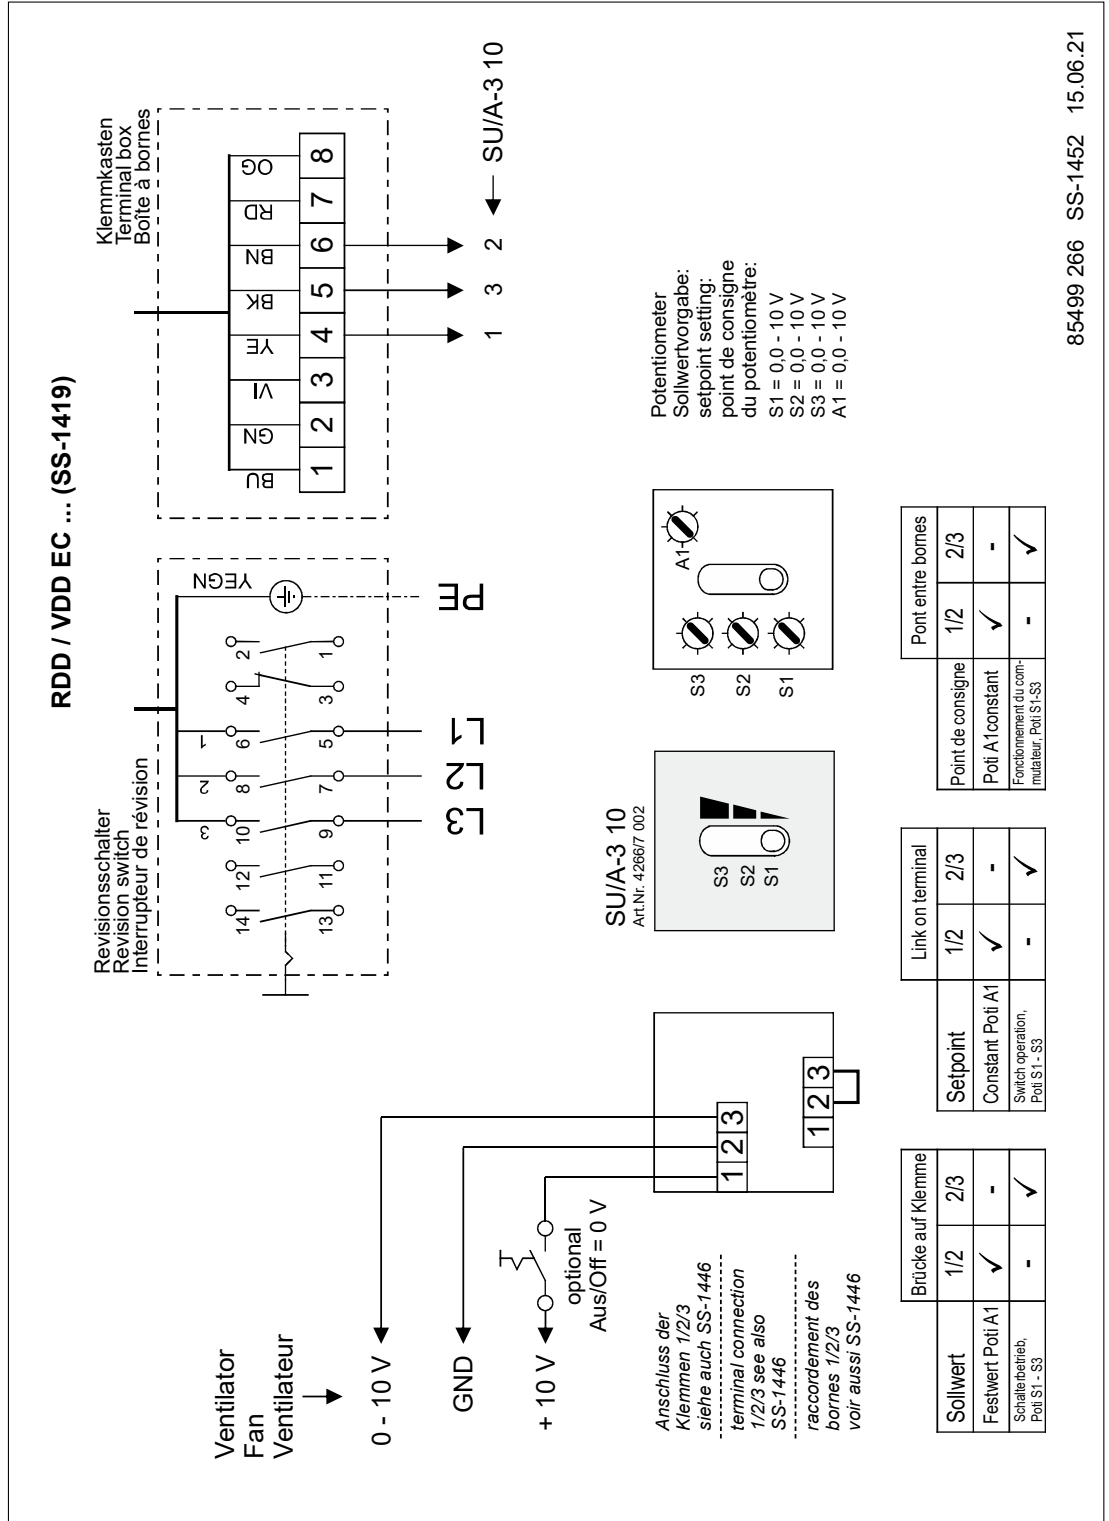 RDD / VDD EC ... (SS-1419)
Ventilator
Fan
Ventilateur
0 - 10 V
GND
+ 10 V
optional
Aus/Off = 0 V
Revisionsschalter
Revision switch
Interrupteur de révision
3
2
1
14
12
10
8
6
4
2
13
11
9
7
5
3
1
YEGN
L3
L2
L1
PE
Klemmkasten
Terminal box
Boîte à bornes
BU
GN
VI
YE
BK
BN
RD
OG
1
2
3
4
5
6
7
8
1
3
2
SU/A-3 10
Anschluss der
Klemmen 1/2/3
siehe auch SS-1446
terminal connection
1/2/3 see also
SS-1446
raccordement des
bornes 1/2/3
voir aussi SS-1446
1 2 3
1 2 3
SU/A-3 10
Art.Nr. 4266/7 002
S3
S2
S1
S3
S2
S1
A1
Potentiometer
Sollwertvorgabe:
setpoint setting:
point de consigne
du potentiomètre:
S1 = 0,0 - 10 V
S2 = 0,0 - 10 V
S3 = 0,0 - 10 V
A1 = 0,0 - 10 V
Brücke auf Klemme
Sollwert 1/2 2/3
Festwert Poti A1 ✓ -
Schalterbetrieb,
Poti S1 - S3 - ✓
Link on terminal
Setpoint 1/2 2/3
Constant Poti A1 ✓ -
Switch operation,
Poti S1 - S3 - ✓
Pont entre bornes
Point de consigne 1/2 2/3
Poti A1constant ✓ -
Fonctionnement du com-
mutateur, Poti S1-S3 - ✓
85499 266 SS-1452 15.06.21